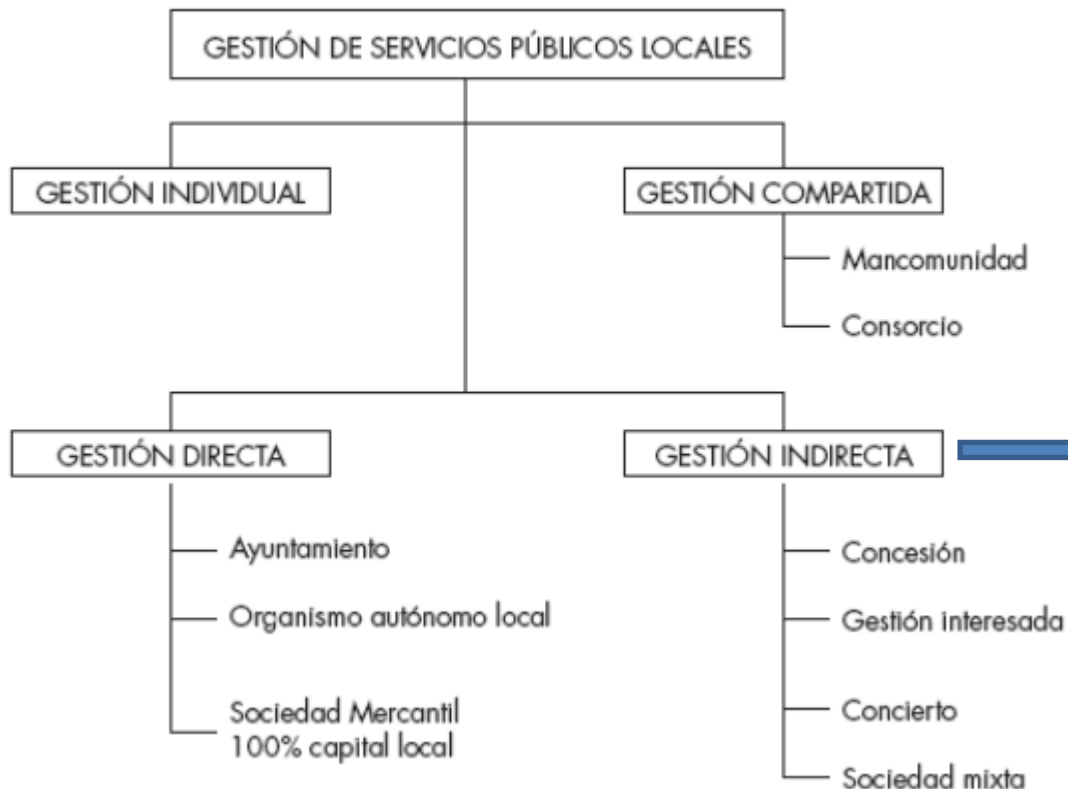 GESTIÓN DE SERVICIOS PÚBLICOS LOCALES
GESTIÓN INDIVIDUAL
GESTIÓN COMPARTIDA
Mancomunidad
Consorcio
GESTIÓN DIRECTA
Ayuntamiento
Organismo autónomo local
Sociedad Mercantil
100% capital local
GESTIÓN INDIRECTA
Concesión
Gestión interesada
Concierto
Sociedad mixta